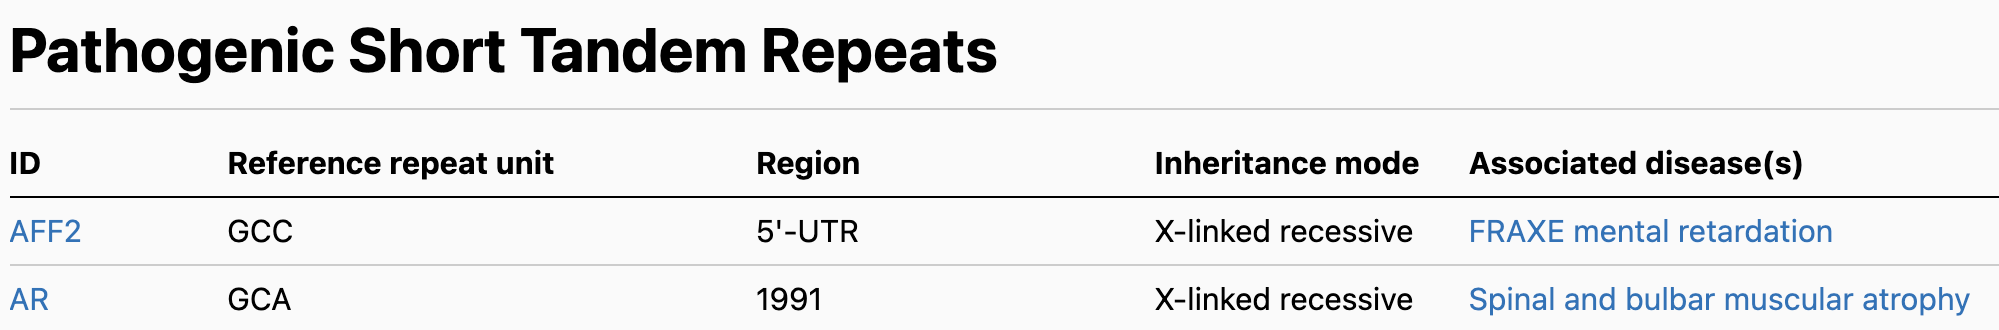 Pathogenic Short Tandem Repeats
ID Reference repeat unit Region Inheritance mode Associated disease(s)
AFF2 GCC 5'-UTR X-linked recessive FRAXE mental retardation
AR GCA 1991 X-linked recessive Spinal and bulbar muscular atrophy